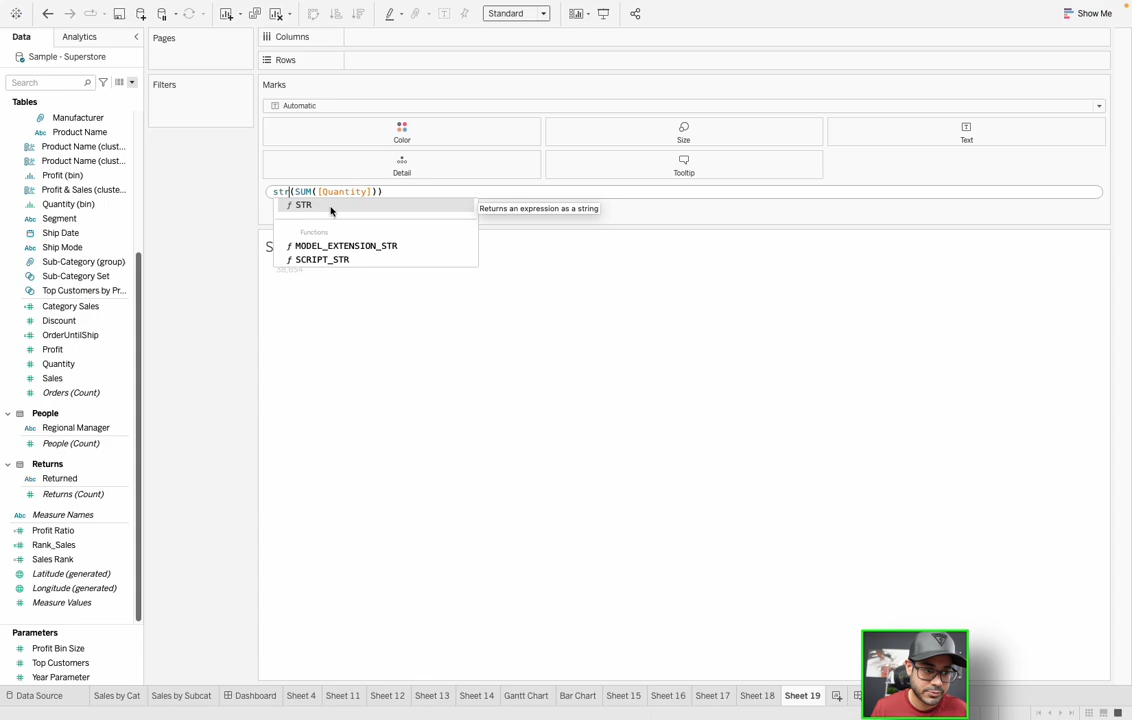 Standard
Show Me
Data
Analytics
Pages
Columns
Rows
Sample - Superstore
Search
Filters
Marks
Tables
Automatic
Manufacturer
Abc Product Name
Product Name (clust...
Product Name (clust...
Profit (bin)
Profit & Sales (cluste...
Quantity (bin)
Abc Segment
Ship Date
Abc Ship Mode
Sub-Category (group)
Sub-Category Set
Top Customers by Pr...
Category Sales
Discount
OrderUntilShip
Profit
Quantity
Sales
Orders (Count)
People
Abc Regional Manager
People (Count)
Returns
Abc Returned
Returns (Count)
Abc Measure Names
Profit Ratio
Rank_Sales
Sales Rank
Latitude (generated)
Longitude (generated)
Measure Values
Parameters
Profit Bin Size
Top Customers
Year Parameter
Color
Size
Text
Detail
Tooltip
str(SUM([Quantity]))
f STR
Returns an expression as a string
Functions
f MODEL_EXTENSION_STR
f SCRIPT_STR
S
Data Source
Sales by Cat
Sales by Subcat
Dashboard
Sheet 4
Sheet 11
Sheet 12
Sheet 13
Sheet 14
Gantt Chart
Bar Chart
Sheet 15
Sheet 16
Sheet 17
Sheet 18
Sheet 19